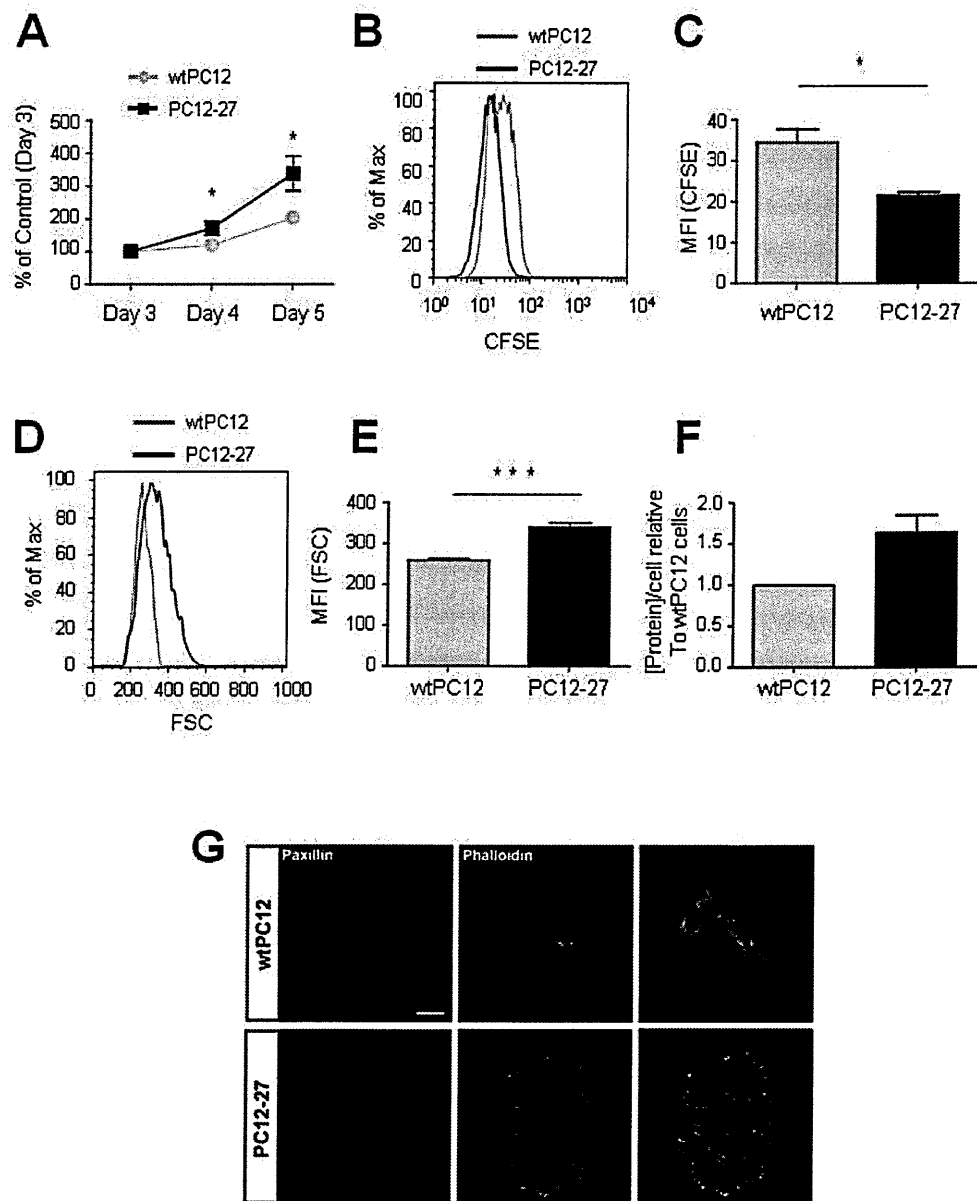 A
wtPC12
PC12-27
% of Control (Day 3)
500
400
300
200
100
0
*
*
Day 3 Day 4 Day 5
B
wtPC12
PC12-27
% of Max
100
80
60
40
20
0
10⁰ 10¹ 10² 10³ 10⁴
CFSE
C
*
MFI (CFSE)
40
30
20
10
0
wtPC12 PC12-27
D
wtPC12
PC12-27
% of Max
100
80
60
40
20
0
0 200 400 600 800 1000
FSC
E
***
MFI (FSC)
400
300
200
100
0
wtPC12 PC12-27
F
[Protein]/cell relative
To wtPC12 cells
2.0
1.5
1.0
0.5
0.0
wtPC12 PC12-27
G
wtPC12
Paxillin
Phalloidin
PC12-27